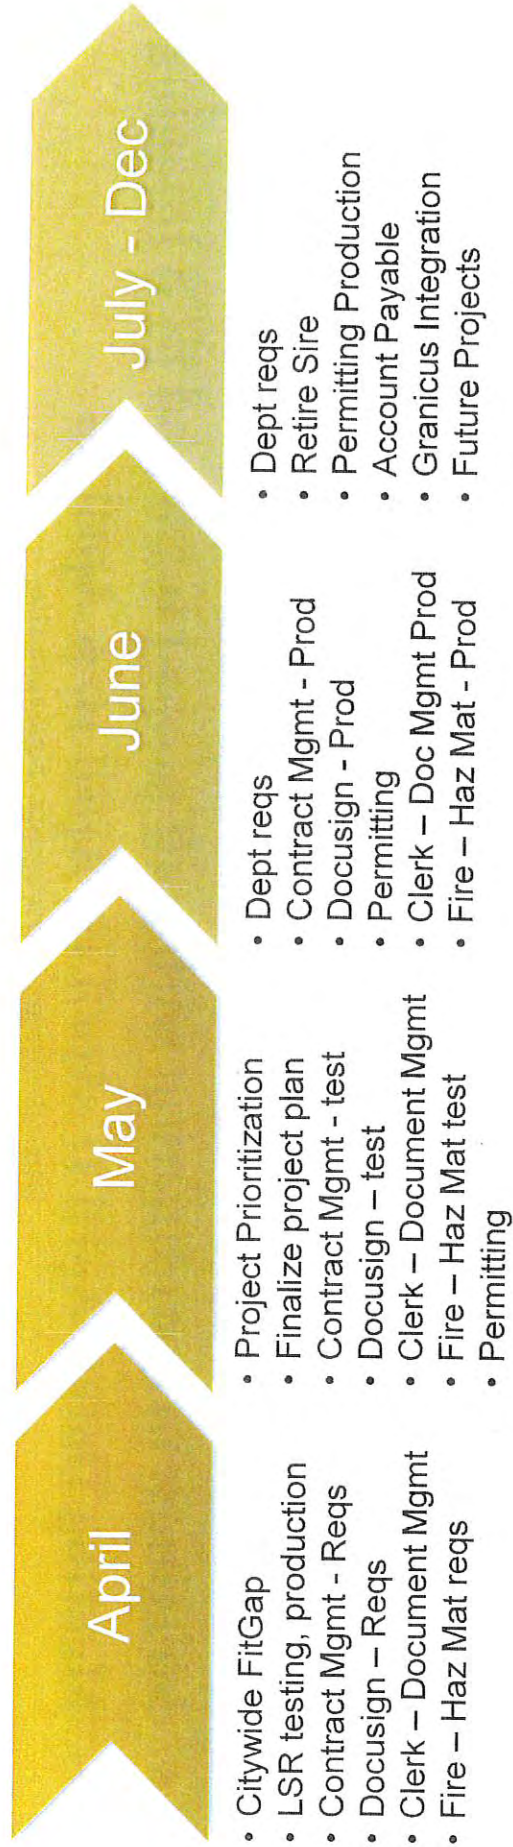 April
• Citywide FitGap
• LSR testing, production
• Contract Mgmt - Reqs
• Docusign – Reqs
• Clerk – Document Mgmt
• Fire – Haz Mat reqs
May
• Project Prioritization
• Finalize project plan
• Contract Mgmt - test
• Docusign – test
• Clerk – Document Mgmt
• Fire – Haz Mat test
• Permitting
June
• Dept reqs
• Contract Mgmt - Prod
• Docusign - Prod
• Permitting
• Clerk – Doc Mgmt Prod
• Fire – Haz Mat - Prod
July - Dec
• Dept reqs
• Retire Sire
• Permitting Production
• Account Payable
• Granicus Integration
• Future Projects